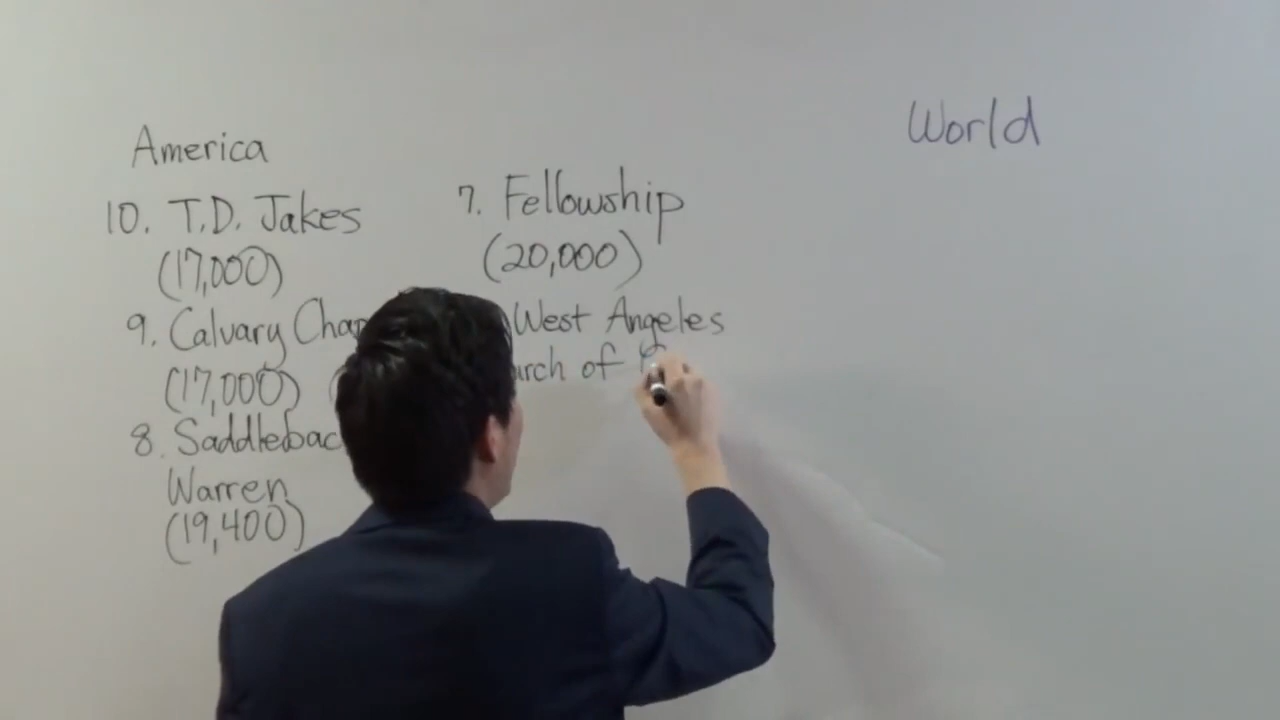 America
10. T.D. Jakes
(17,000)
9. Calvary Chap
(17,000) (
8. Saddlebac
Warren
(19,400)
7. Fellowship
(20,000)
West Angeles
urch of
World